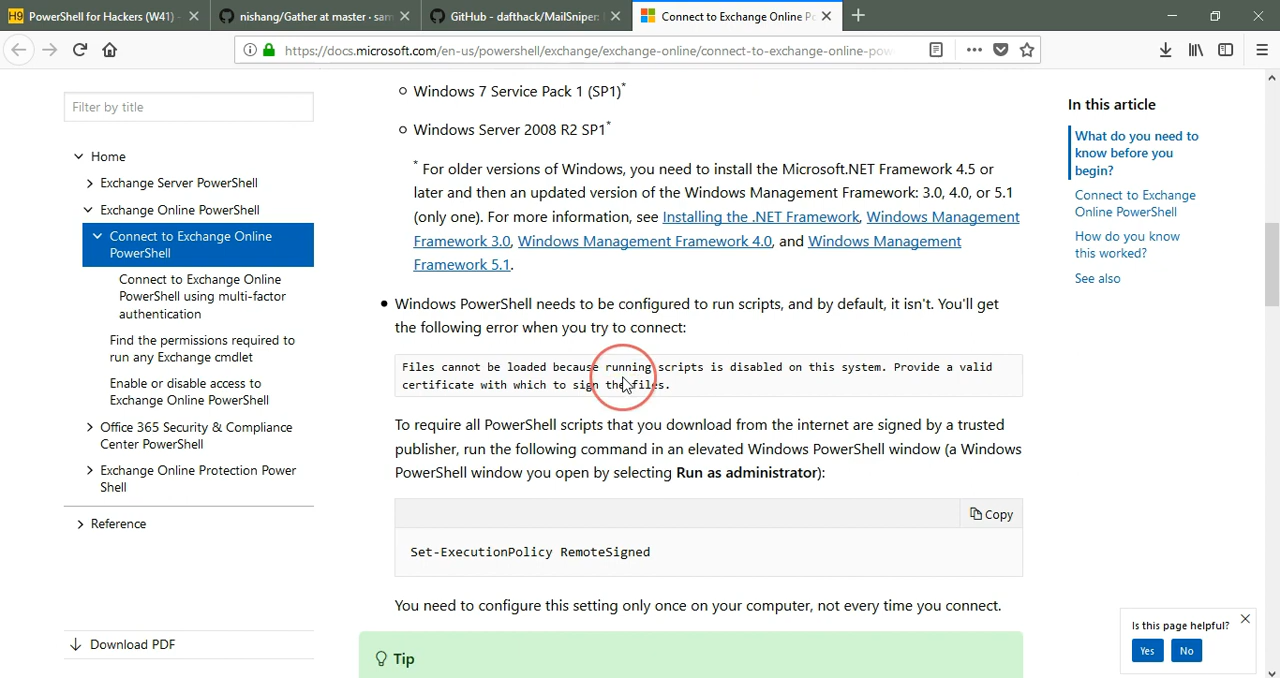 PowerShell for Hackers (W41) -
nishang/Gather at master · sam
GitHub - dafthack/MailSniper:
Connect to Exchange Online P
https://docs.microsoft.com/en-us/powershell/exchange/exchange-online/connect-to-exchange-online-pow
Filter by title
Home
Exchange Server PowerShell
Exchange Online PowerShell
Connect to Exchange Online
PowerShell
Connect to Exchange Online
PowerShell using multi-factor
authentication
Find the permissions required to
run any Exchange cmdlet
Enable or disable access to
Exchange Online PowerShell
Office 365 Security & Compliance
Center PowerShell
Exchange Online Protection Power
Shell
Reference
Download PDF
Windows 7 Service Pack 1 (SP1)*
Windows Server 2008 R2 SP1*
* For older versions of Windows, you need to install the Microsoft.NET Framework 4.5 or
later and then an updated version of the Windows Management Framework: 3.0, 4.0, or 5.1
(only one). For more information, see Installing the .NET Framework, Windows Management
Framework 3.0, Windows Management Framework 4.0, and Windows Management
Framework 5.1.
Windows PowerShell needs to be configured to run scripts, and by default, it isn't. You'll get
the following error when you try to connect:
Files cannot be loaded because running scripts is disabled on this system. Provide a valid
certificate with which to sign the files.
To require all PowerShell scripts that you download from the internet are signed by a trusted
publisher, run the following command in an elevated Windows PowerShell window (a Windows
PowerShell window you open by selecting Run as administrator):
Copy
Set-ExecutionPolicy RemoteSigned
You need to configure this setting only once on your computer, not every time you connect.
Tip
In this article
What do you need to
know before you
begin?
Connect to Exchange
Online PowerShell
How do you know
this worked?
See also
Is this page helpful?
Yes
No